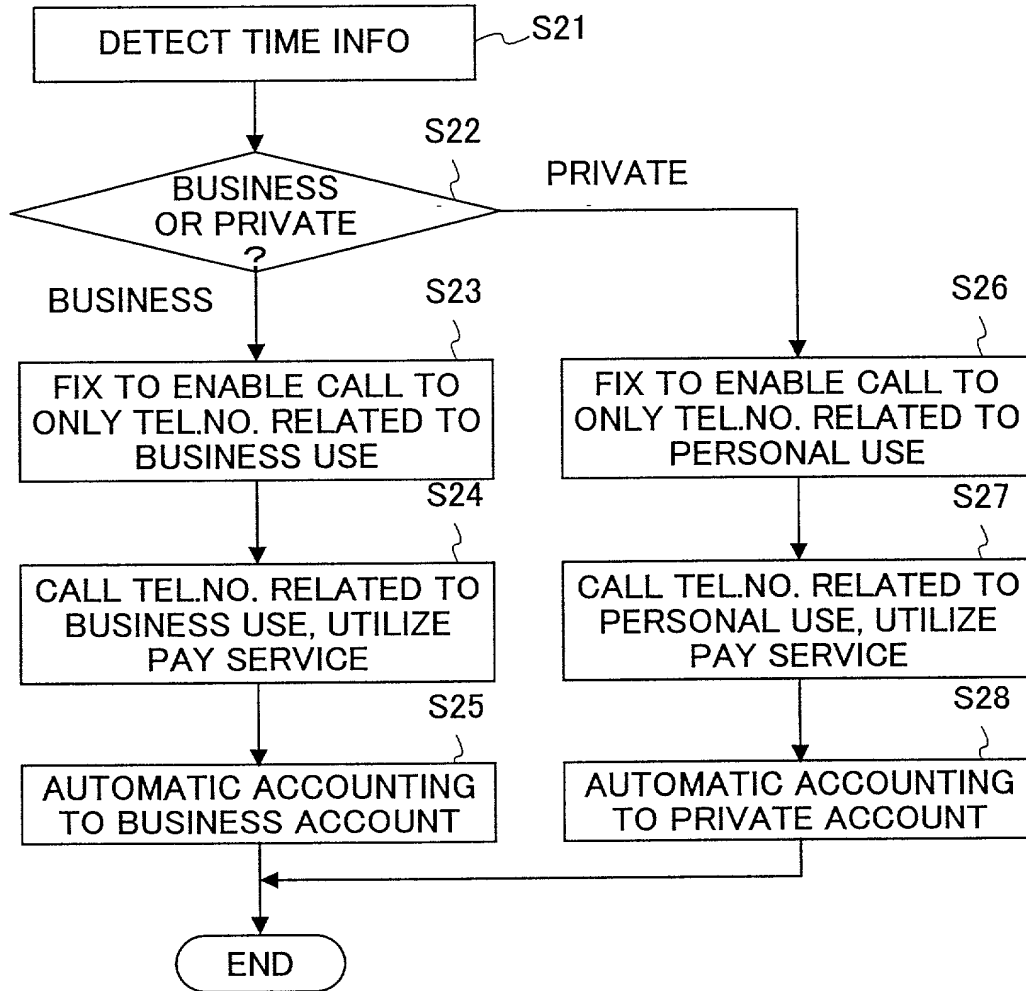 DETECT TIME INFO
S21
S22
BUSINESS
OR PRIVATE
?
PRIVATE
BUSINESS
S23
FIX TO ENABLE CALL TO
ONLY TEL.NO. RELATED TO
BUSINESS USE
S24
CALL TEL.NO. RELATED TO
BUSINESS USE, UTILIZE
PAY SERVICE
S25
AUTOMATIC ACCOUNTING
TO BUSINESS ACCOUNT
S26
FIX TO ENABLE CALL TO
ONLY TEL.NO. RELATED TO
PERSONAL USE
S27
CALL TEL.NO. RELATED TO
PERSONAL USE, UTILIZE
PAY SERVICE
S28
AUTOMATIC ACCOUNTING
TO PRIVATE ACCOUNT
END